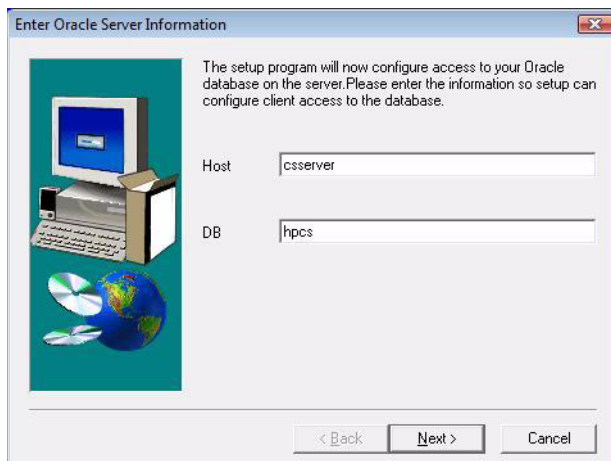 Enter Oracle Server Information
The setup program will now configure access to your Oracle
database on the server.Please enter the information so setup can
configure client access to the database.
Host
csserver
DB
hpcs
< Back
Next >
Cancel